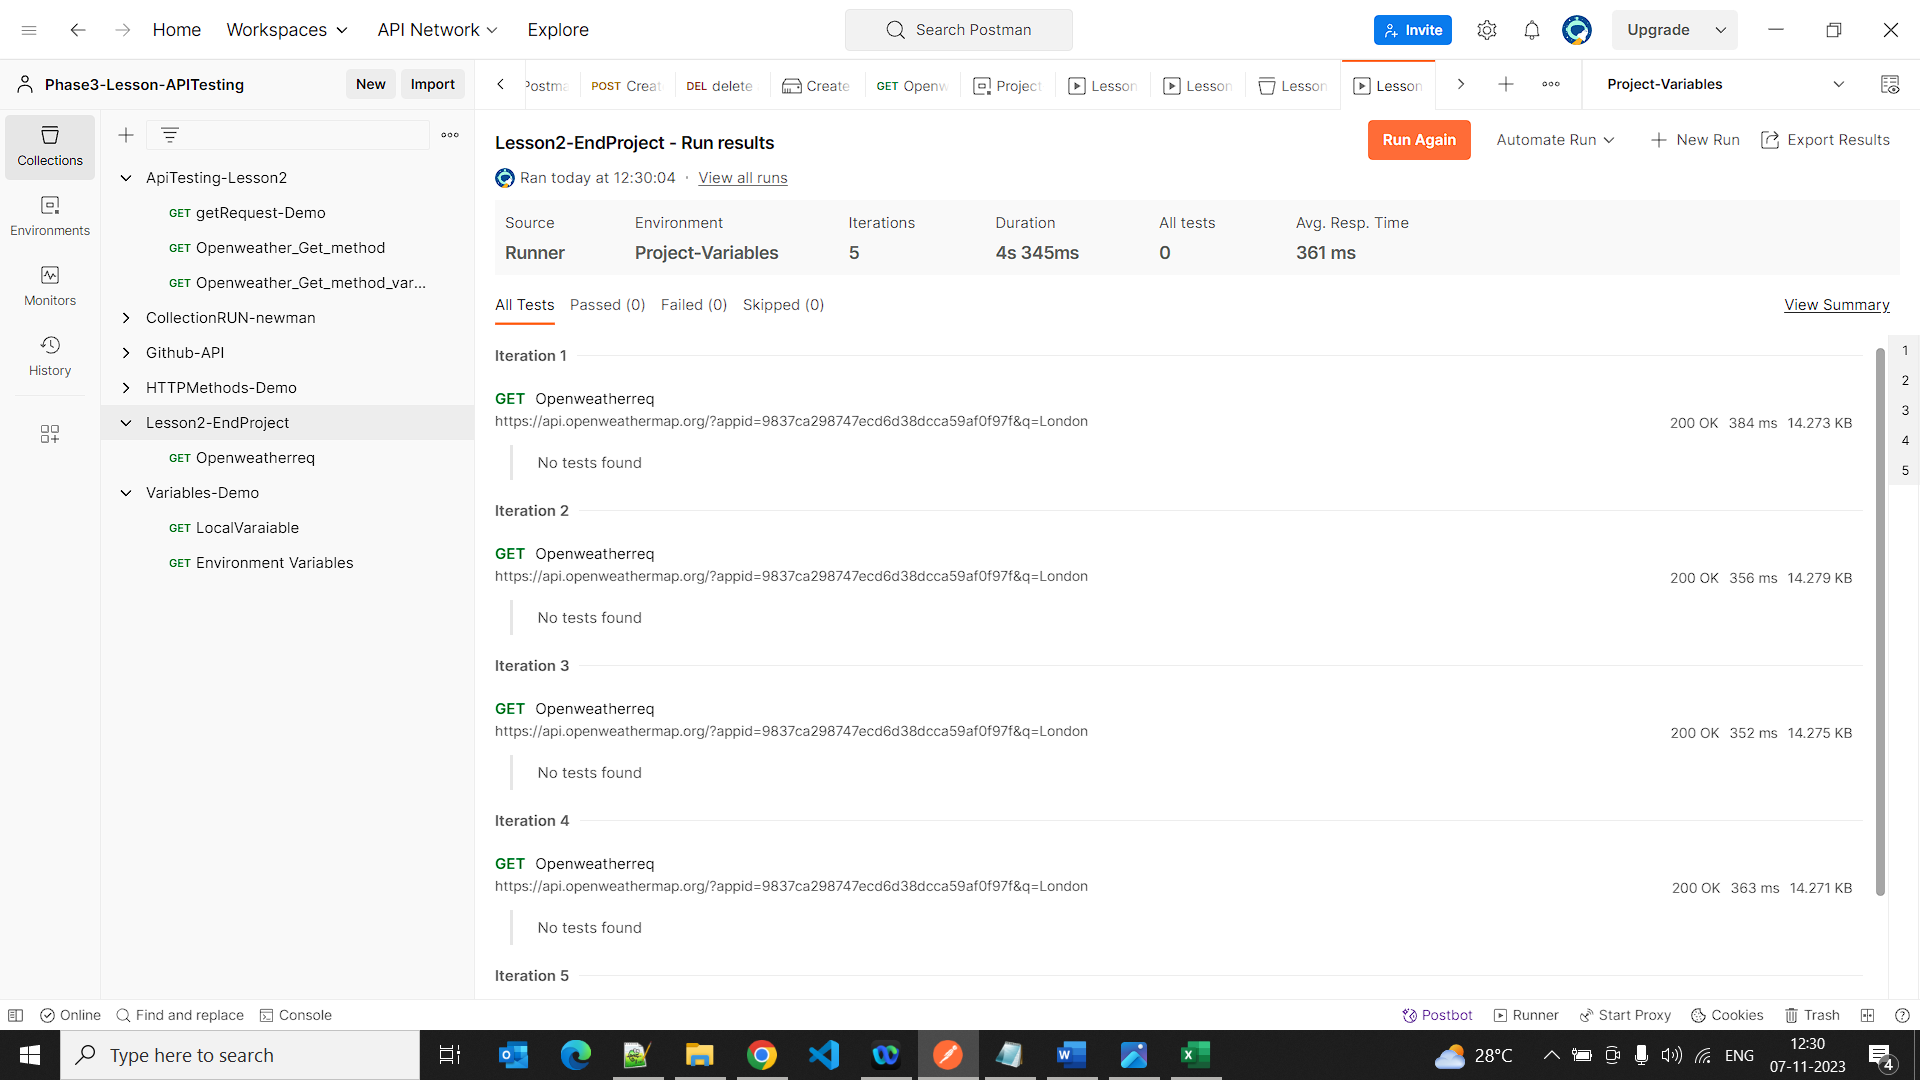 Home
Workspaces
API Network
Explore
Search Postman
Invite
Upgrade
Phase3-Lesson-APITesting
New
Import
Postma
POST Creat
DEL delete
Create
GET Openw
Project
Lesson
Lesson
Lesson
Lesson
Project-Variables
Collections
Environments
Monitors
History
ApiTesting-Lesson2
GET getRequest-Demo
GET Openweather_Get_method
GET Openweather_Get_method_var...
CollectionRUN-newman
Github-API
HTTPMethods-Demo
Lesson2-EndProject
GET Openweatherreq
Variables-Demo
GET LocalVaraiable
GET Environment Variables
Lesson2-EndProject - Run results
Run Again
Automate Run
New Run
Export Results
Ran today at 12:30:04 · View all runs
Source
Environment
Iterations
Duration
All tests
Avg. Resp. Time
Runner
Project-Variables
5
4s 345ms
0
361 ms
All Tests
Passed (0)
Failed (0)
Skipped (0)
View Summary
Iteration 1
GET Openweatherreq
https://api.openweathermap.org/?appid=9837ca298747ecd6d38dcca59af0f97f&q=London
200 OK 384 ms 14.273 KB
No tests found
Iteration 2
GET Openweatherreq
https://api.openweathermap.org/?appid=9837ca298747ecd6d38dcca59af0f97f&q=London
200 OK 356 ms 14.279 KB
No tests found
Iteration 3
GET Openweatherreq
https://api.openweathermap.org/?appid=9837ca298747ecd6d38dcca59af0f97f&q=London
200 OK 352 ms 14.275 KB
No tests found
Iteration 4
GET Openweatherreq
https://api.openweathermap.org/?appid=9837ca298747ecd6d38dcca59af0f97f&q=London
200 OK 363 ms 14.271 KB
No tests found
Iteration 5
1
2
3
4
5
Online
Find and replace
Console
Postbot
Runner
Start Proxy
Cookies
Trash
Type here to search
28°C
ENG
12:30
07-11-2023
4